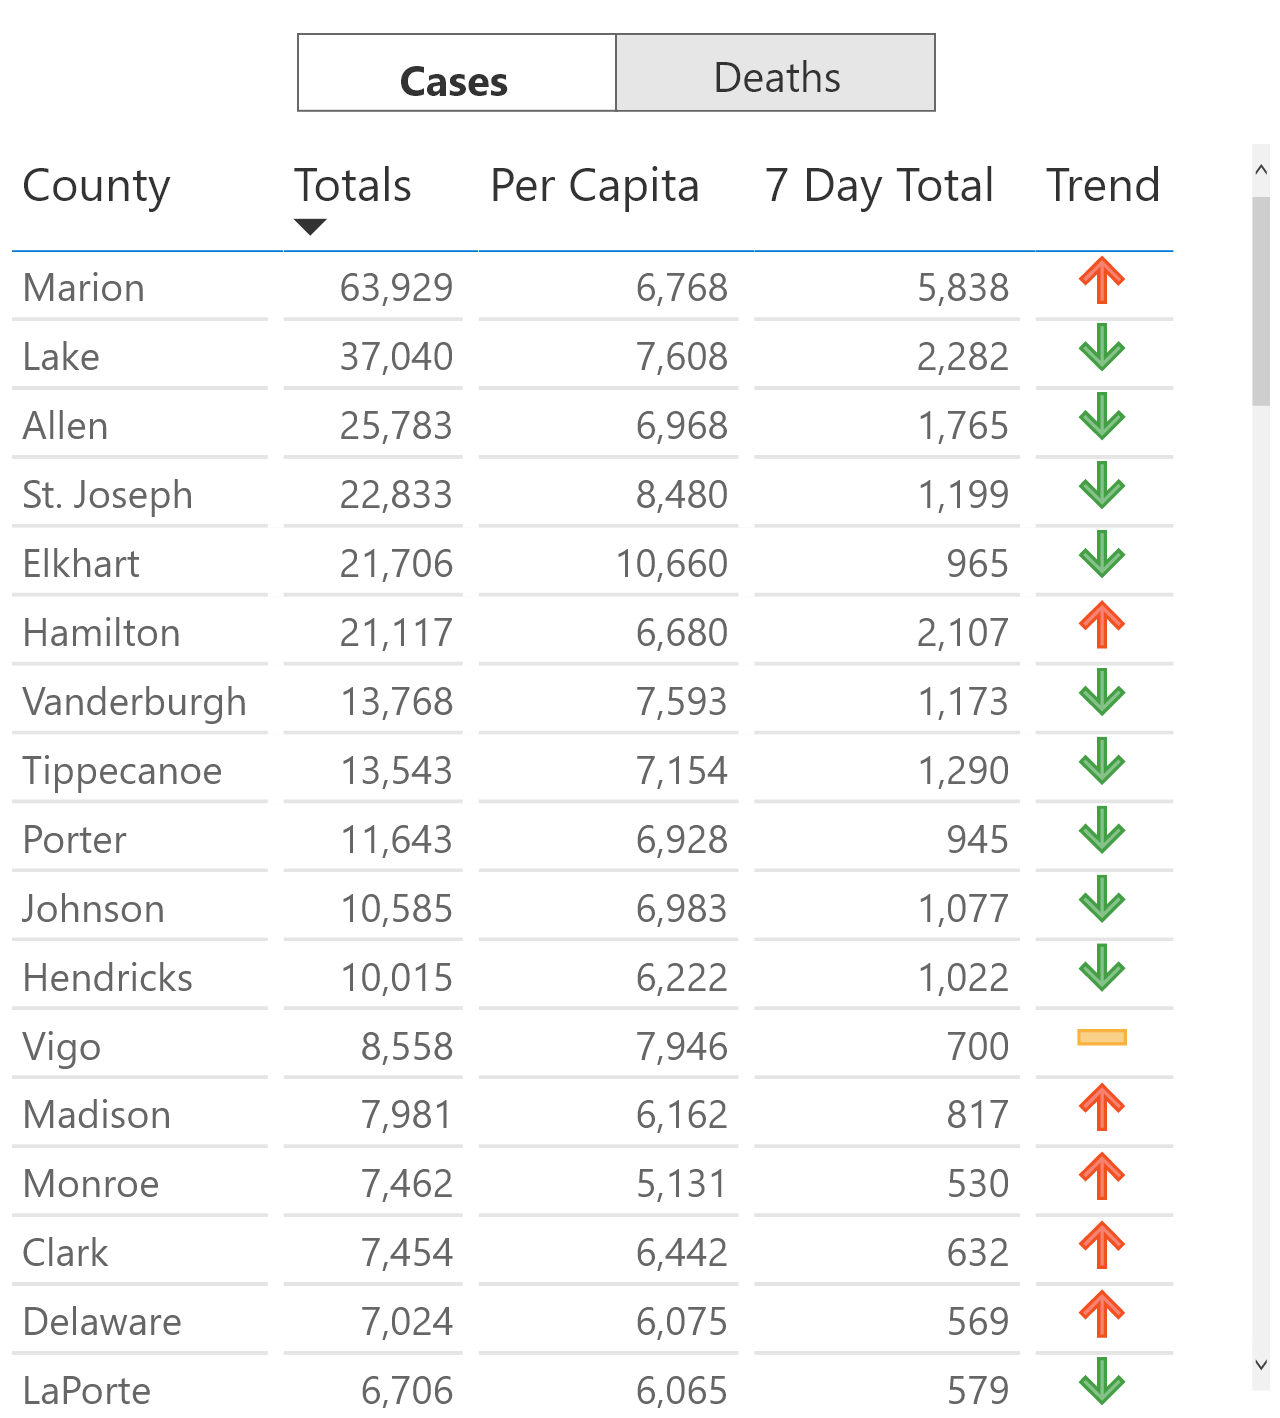 Cases Deaths
County Totals Per Capita 7 Day Total Trend
Marion 63,929 6,768 5,838
Lake 37,040 7,608 2,282
Allen 25,783 6,968 1,765
St. Joseph 22,833 8,480 1,199
Elkhart 21,706 10,660 965
Hamilton 21,117 6,680 2,107
Vanderburgh 13,768 7,593 1,173
Tippecanoe 13,543 7,154 1,290
Porter 11,643 6,928 945
Johnson 10,585 6,983 1,077
Hendricks 10,015 6,222 1,022
Vigo 8,558 7,946 700
Madison 7,981 6,162 817
Monroe 7,462 5,131 530
Clark 7,454 6,442 632
Delaware 7,024 6,075 569
LaPorte 6,706 6,065 579